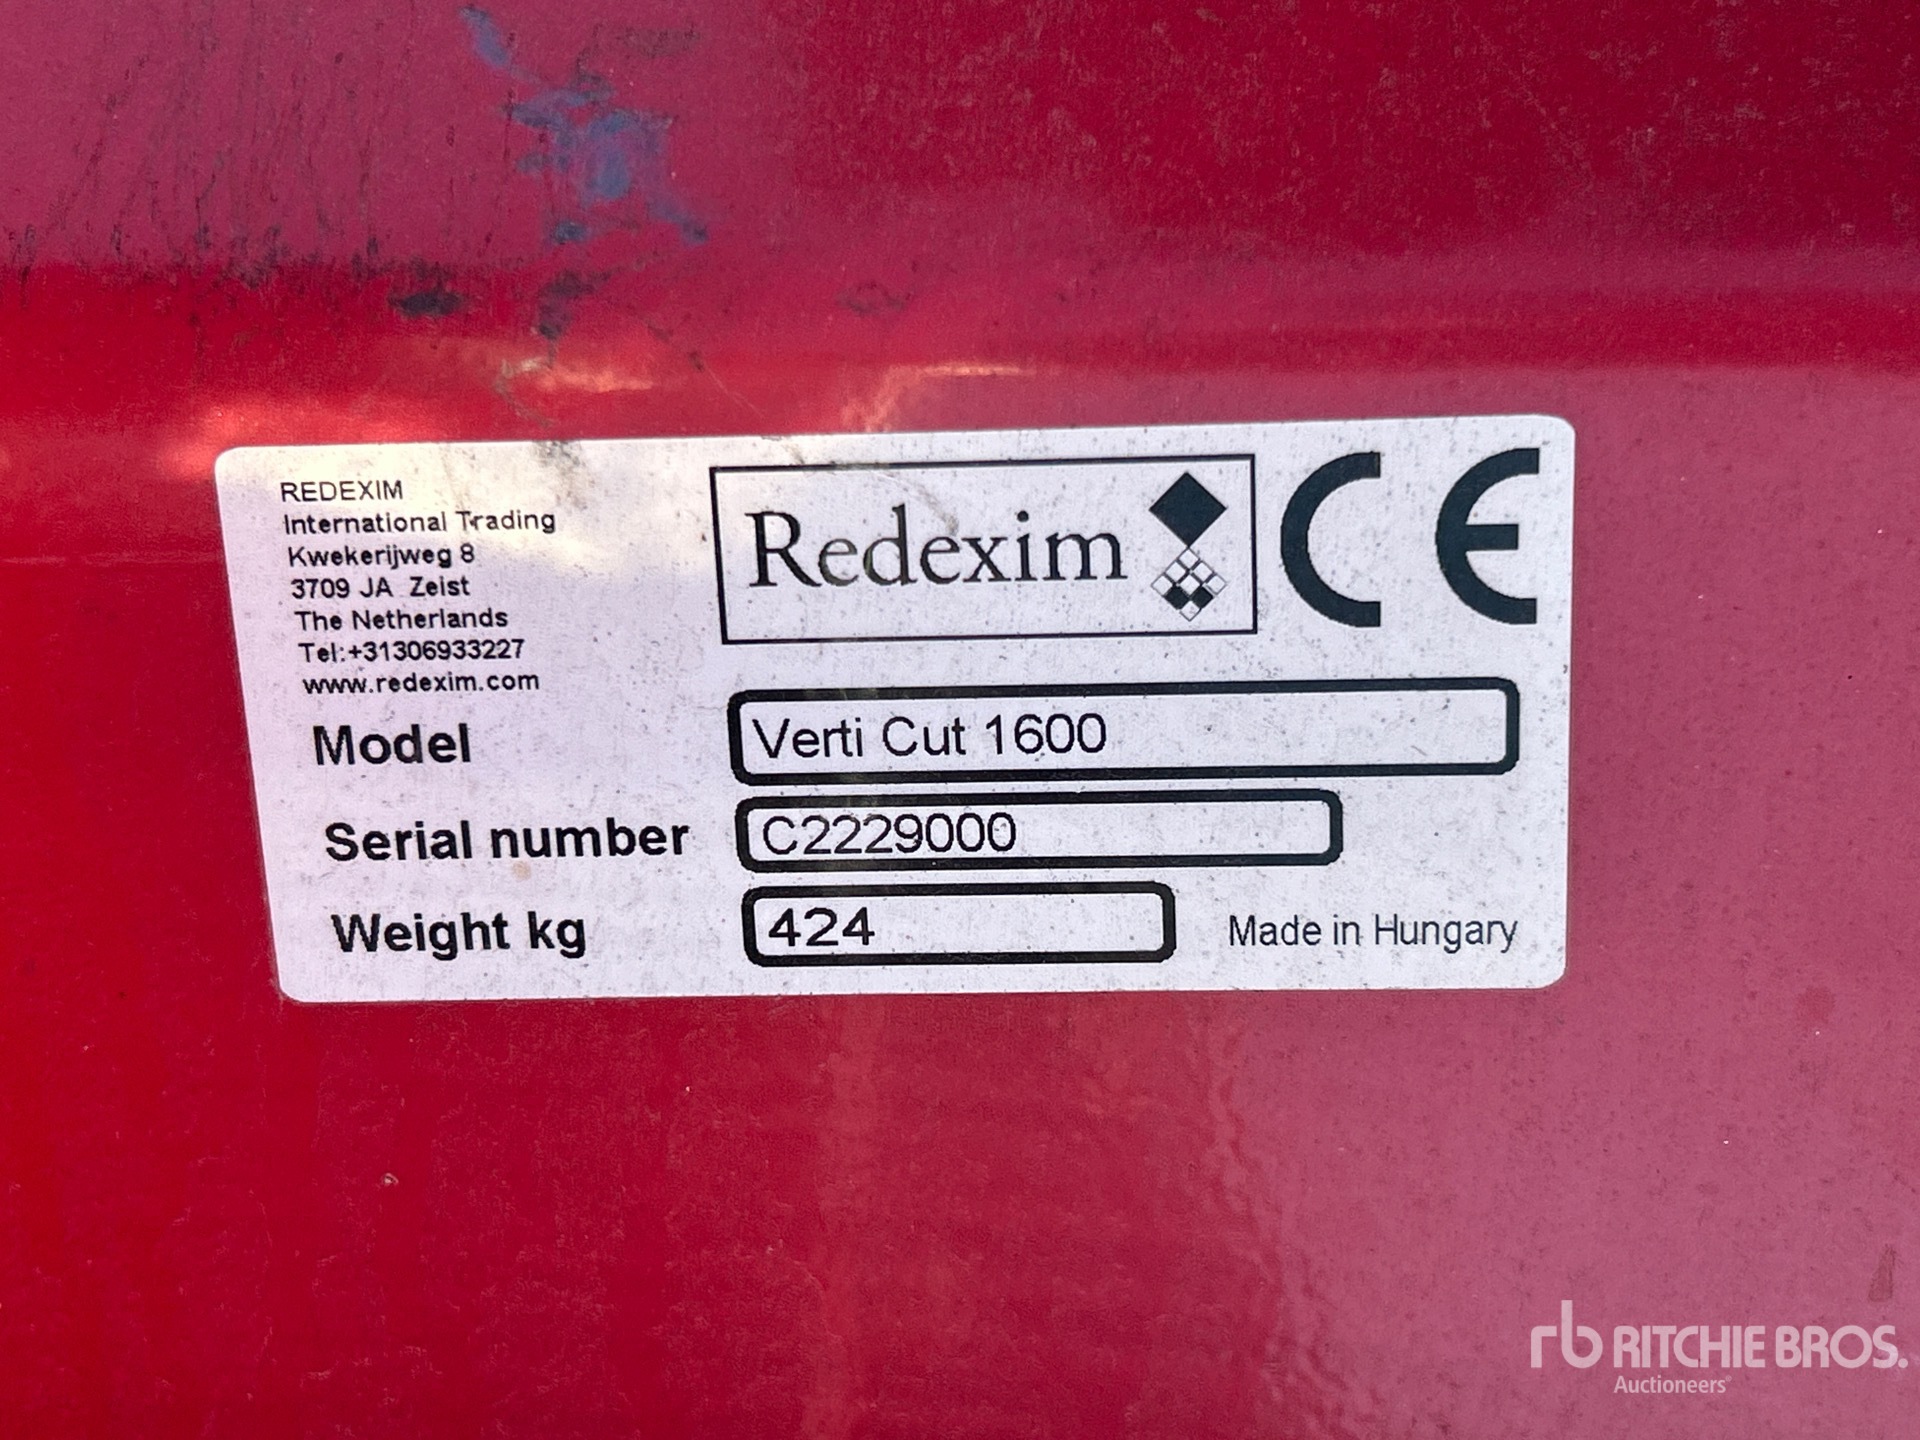 REDEXIM
International Trading
Kwekerijweg 8
3709 JA Zeist
The Netherlands
Tel:+31306933227
www.redexim.com
Redexim
CE
Model Verti Cut 1600
Serial number C2229000
Weight kg 424
Made in Hungary
rb RITCHIE BROS.
Auctioneers